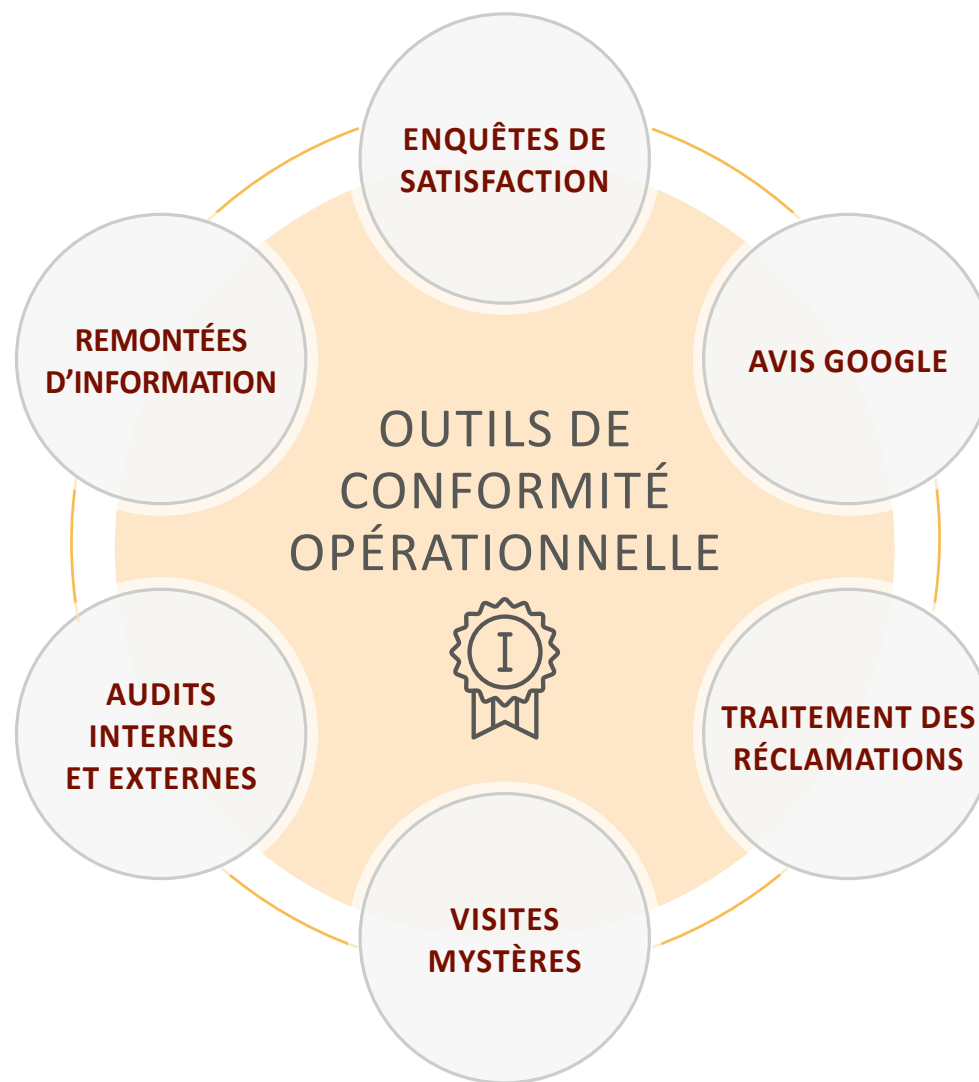 ENQUÊTES DE
SATISFACTION
AVIS GOOGLE
TRAITEMENT DES
RÉCLAMATIONS
VISITES
MYSTÈRES
AUDITS
INTERNES
ET EXTERNES
REMONTÉES
D’INFORMATION
OUTILS DE
CONFORMITÉ
OPÉRATIONNELLE
I